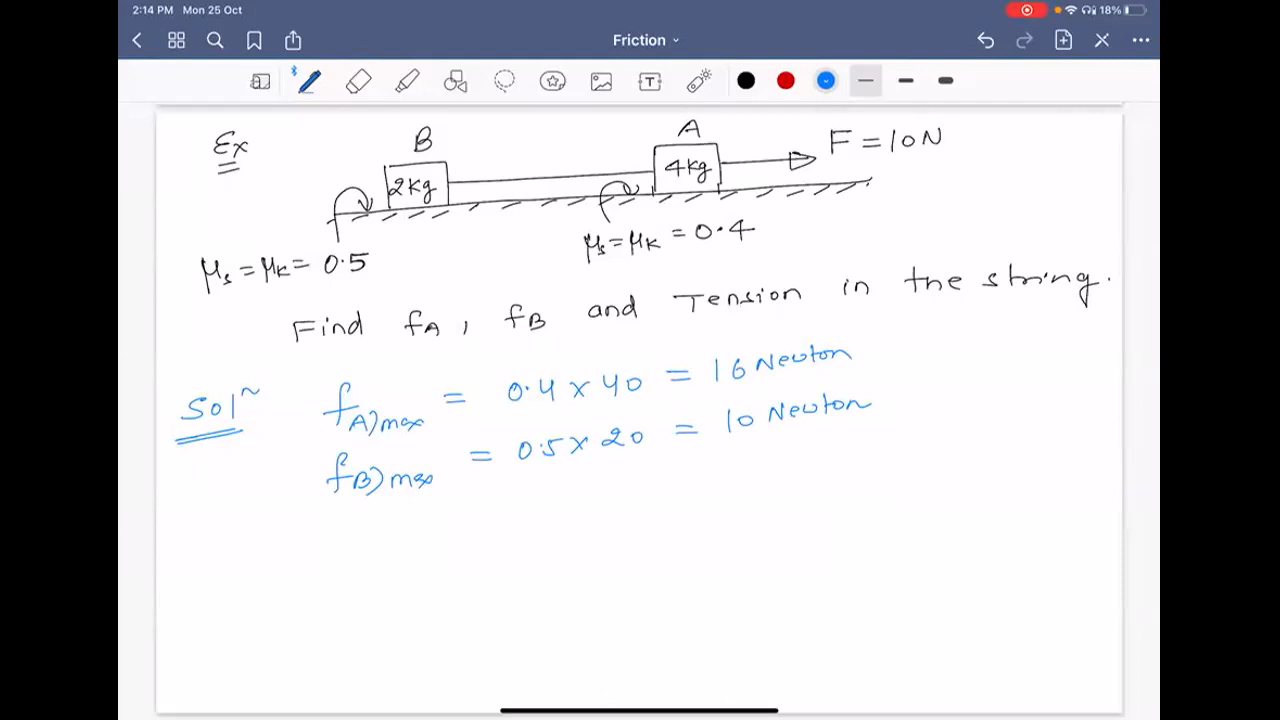 2:14 PM Mon 25 Oct 18%
Friction
T
Ex B A F = 10N
2kg 4kg
μs = μK = 0.5 μs = μK = 0.4
Find fA , fB and Tension in the string.
Sol~ fA)max = 0.4 x 40 = 16 Newton
fB)max = 0.5 x 20 = 10 Newton